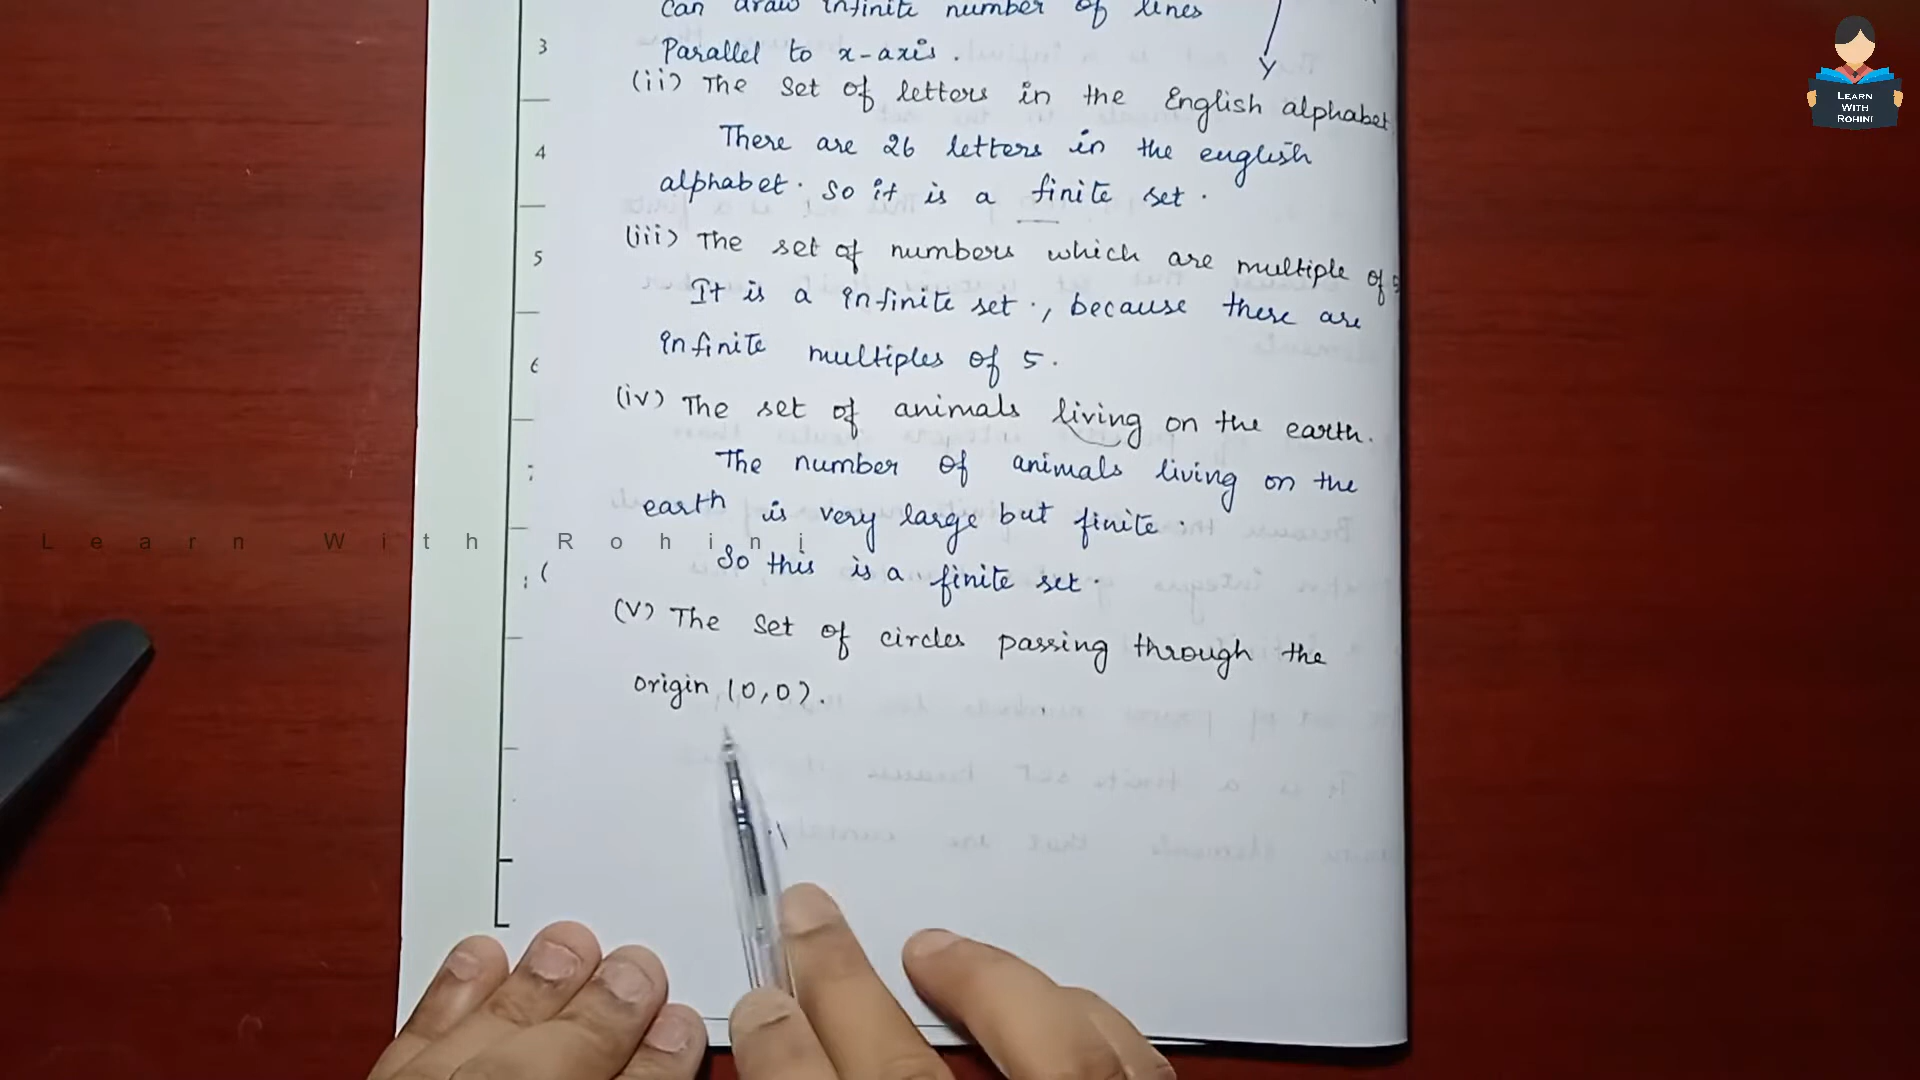 can draw infinite number of lines
Parallel to x-axis.
(ii) The set of letters in the English alphabet.
There are 26 letters in the english
alphabet. So it is a finite set.
(iii) The set of numbers which are multiple of 5
It is a infinite set., because there are
infinite multiples of 5.
(iv) The set of animals living on the earth.
The number of animals living on the
earth is very large but finite.
So this is a finite set.
(v) The set of circles passing through the
origin (0,0).
3
4
5
6
7
Y
LEARN
WITH
ROHINI
Learn With Rohini